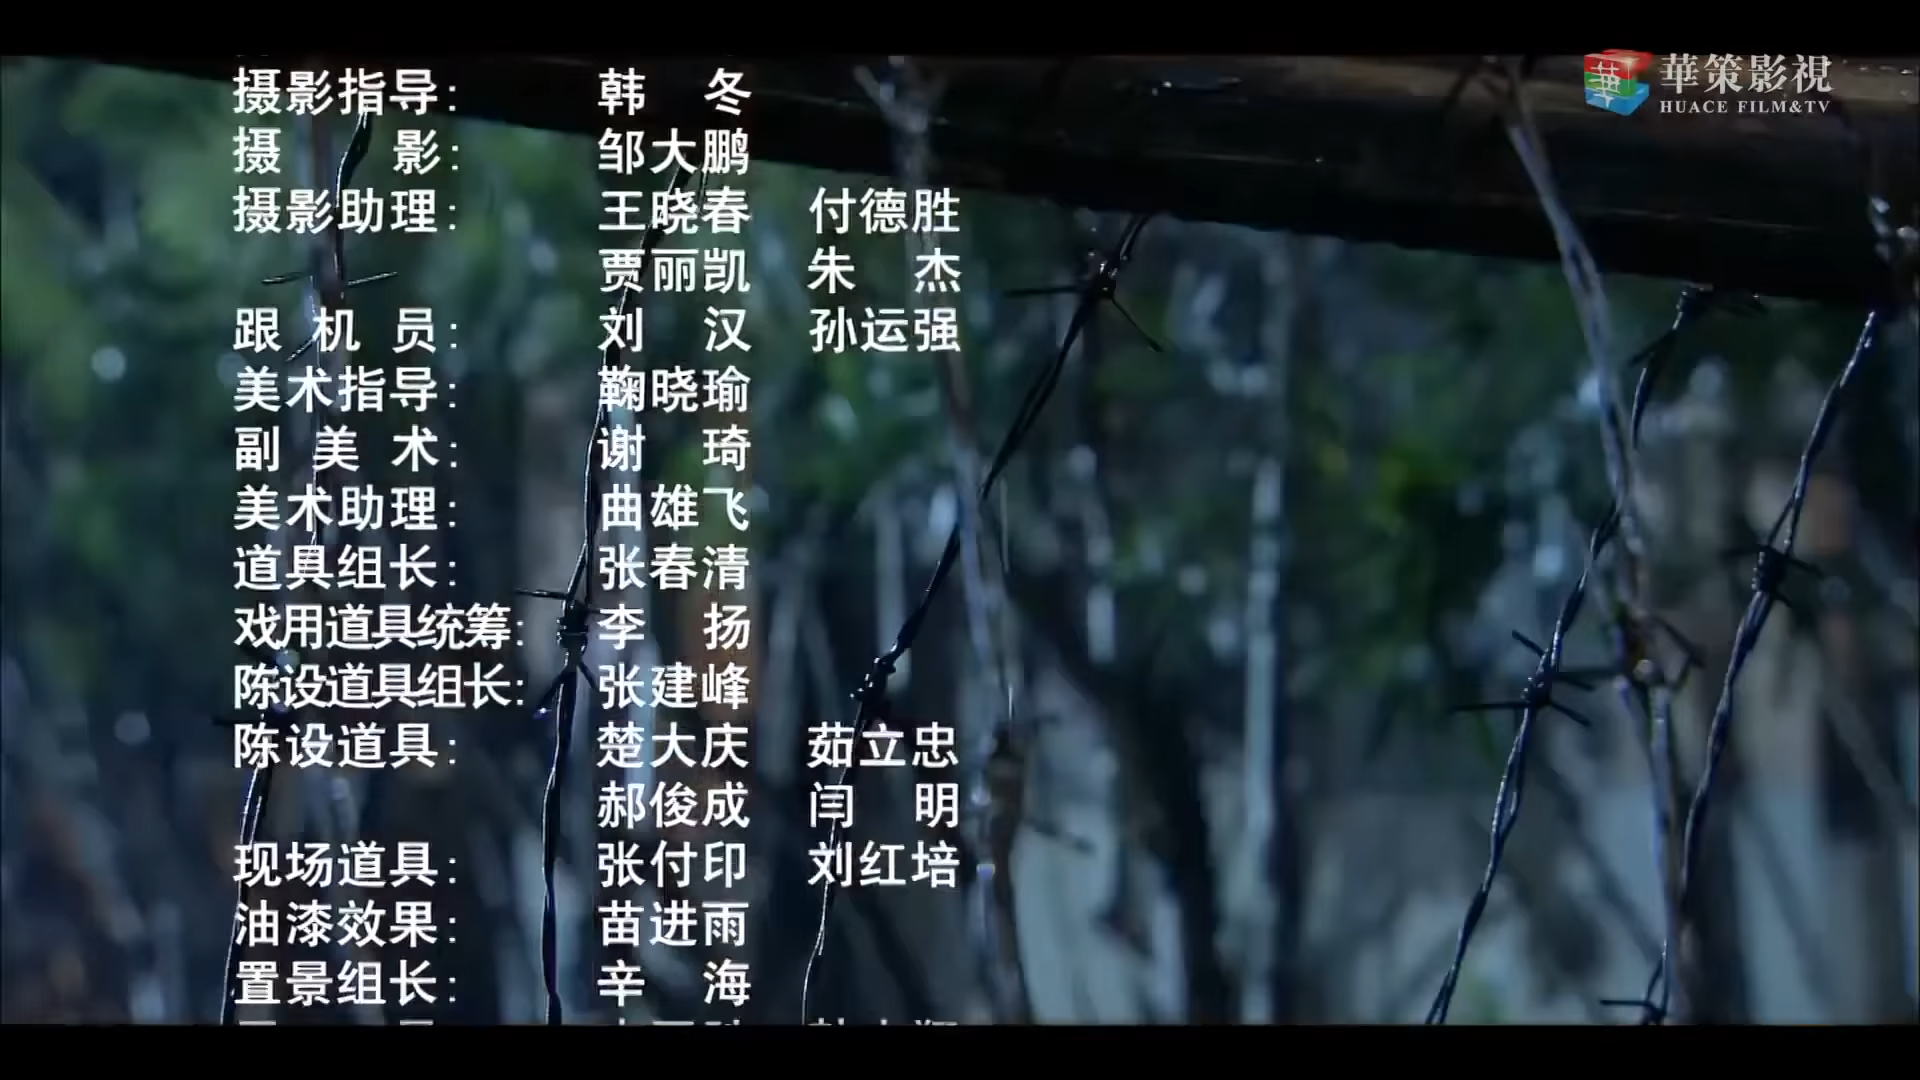 華策影視
HUACE FILM&TV
摄影指导: 韩 冬
摄 影: 邹大鹏
摄影助理: 王晓春 付德胜
贾丽凯 朱 杰
跟 机 员: 刘 汉 孙运强
美术指导: 鞠晓瑜
副 美 术: 谢 琦
美术助理: 曲雄飞
道具组长: 张春清
戏用道具统筹: 李 扬
陈设道具组长: 张建峰
陈设道具: 楚大庆 茹立忠
郝俊成 闫 明
现场道具: 张付印 刘红培
油漆效果: 苗进雨
置景组长: 辛 海